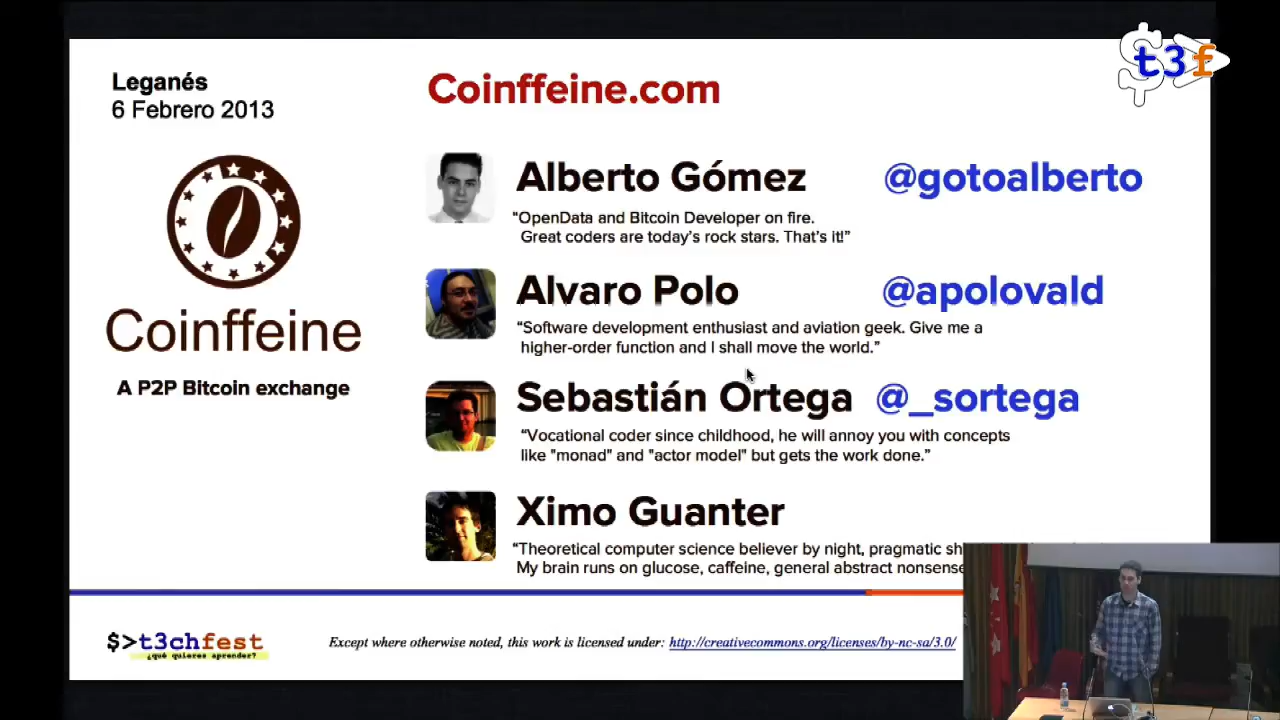 Leganés
6 Febrero 2013
Coinffeine.com
$>t3f
Alberto Gómez
@gotoalberto
“OpenData and Bitcoin Developer on fire.
Great coders are today’s rock stars. That’s it!”
Alvaro Polo
@apolovald
“Software development enthusiast and aviation geek. Give me a
higher-order function and I shall move the world.”
Coinffeine
A P2P Bitcoin exchange
Sebastián Ortega
@_sortega
“Vocational coder since childhood, he will annoy you with concepts
like "monad" and "actor model" but gets the work done.”
Ximo Guanter
“Theoretical computer science believer by night, pragmatic
My brain runs on glucose, caffeine, general abstract nonsense
$>t3chfest
¿qué quieres aprender?
Except where otherwise noted, this work is licensed under: http://creativecommons.org/licenses/by-nc-sa/3.0/